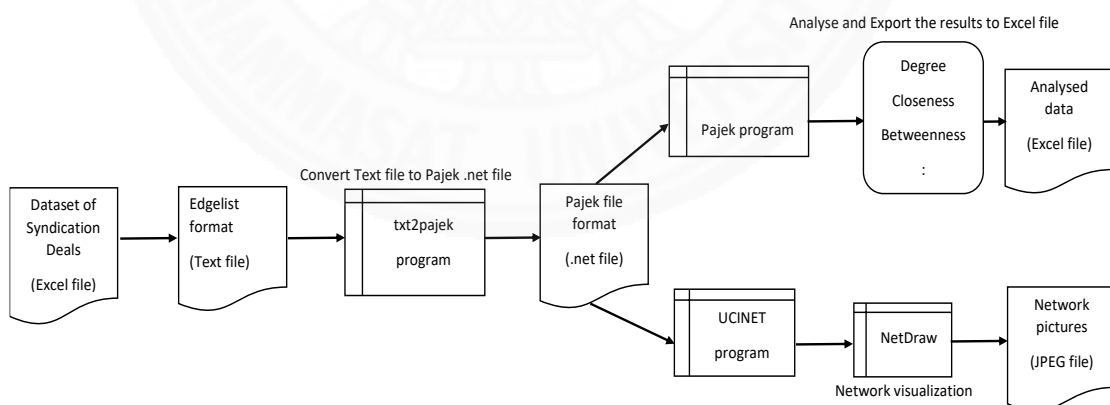 Analyse and Export the results to Excel file
Degree
Closeness
Betweenness
:
Analysed
data
(Excel file)
Pajek program
Convert Text file to Pajek .net file
Dataset of
Syndication
Deals
(Excel file)
Edgelist
format
(Text file)
txt2pajek
program
Pajek file
format
(.net file)
UCINET
program
NetDraw
Network visualization
Network
pictures
(JPEG file)